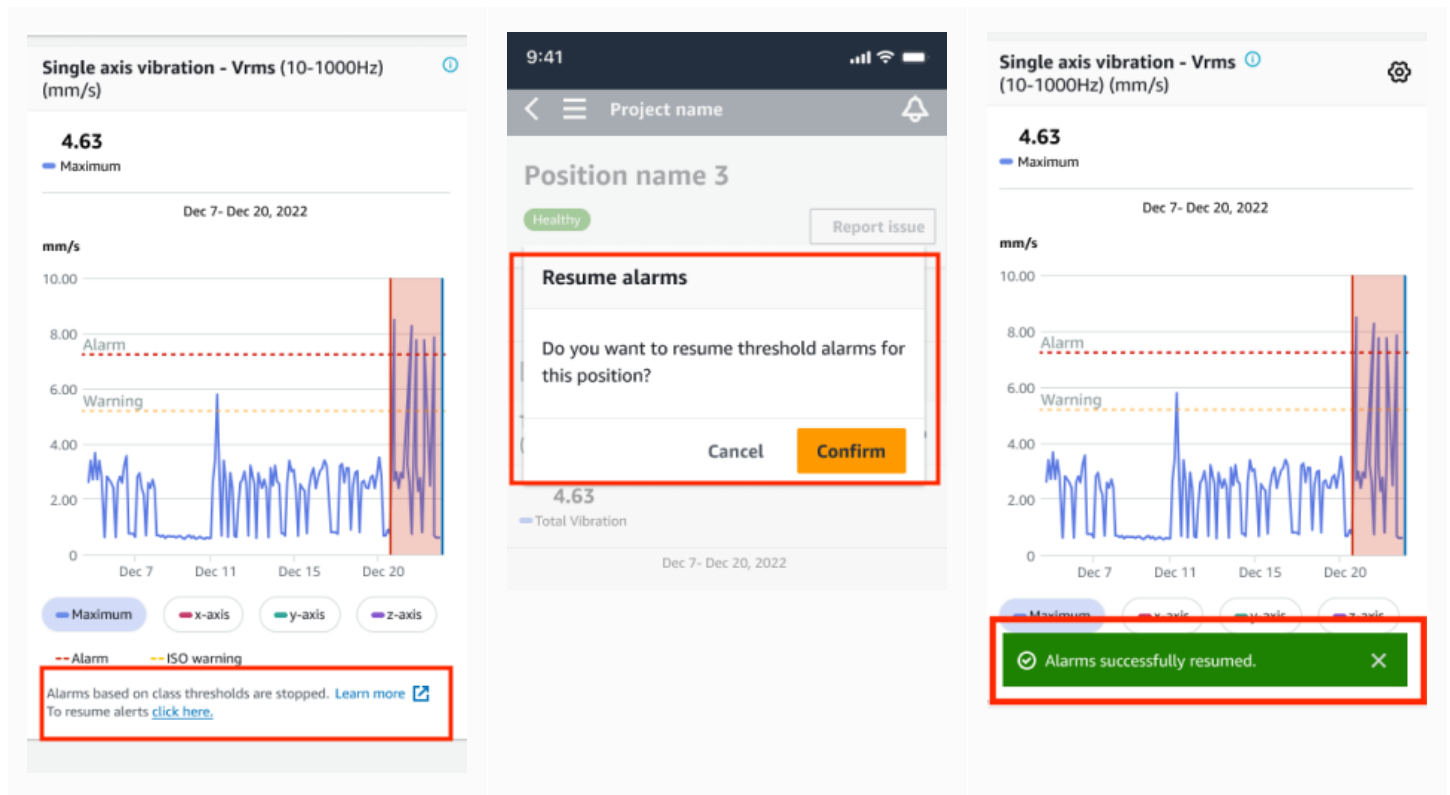 Single axis vibration - Vrms (10-1000Hz)
(mm/s)
4.63
Maximum
Dec 7- Dec 20, 2022
mm/s
10.00
8.00
Alarm
6.00
Warning
4.00
2.00
0
Dec 7 Dec 11 Dec 15 Dec 20
Maximum x-axis y-axis z-axis
Alarm ISO warning
Alarms based on class thresholds are stopped. Learn more
To resume alerts click here.
9:41
Project name
Position name 3
Healthy
Report issue
Resume alarms
Do you want to resume threshold alarms for
this position?
Cancel Confirm
4.63
Total Vibration
Dec 7- Dec 20, 2022
Single axis vibration - Vrms
(10-1000Hz) (mm/s)
4.63
Maximum
Dec 7- Dec 20, 2022
mm/s
10.00
8.00
Alarm
6.00
Warning
4.00
2.00
0
Dec 7 Dec 11 Dec 15 Dec 20
Maximum x-axis y-axis z-axis
Alarms successfully resumed.